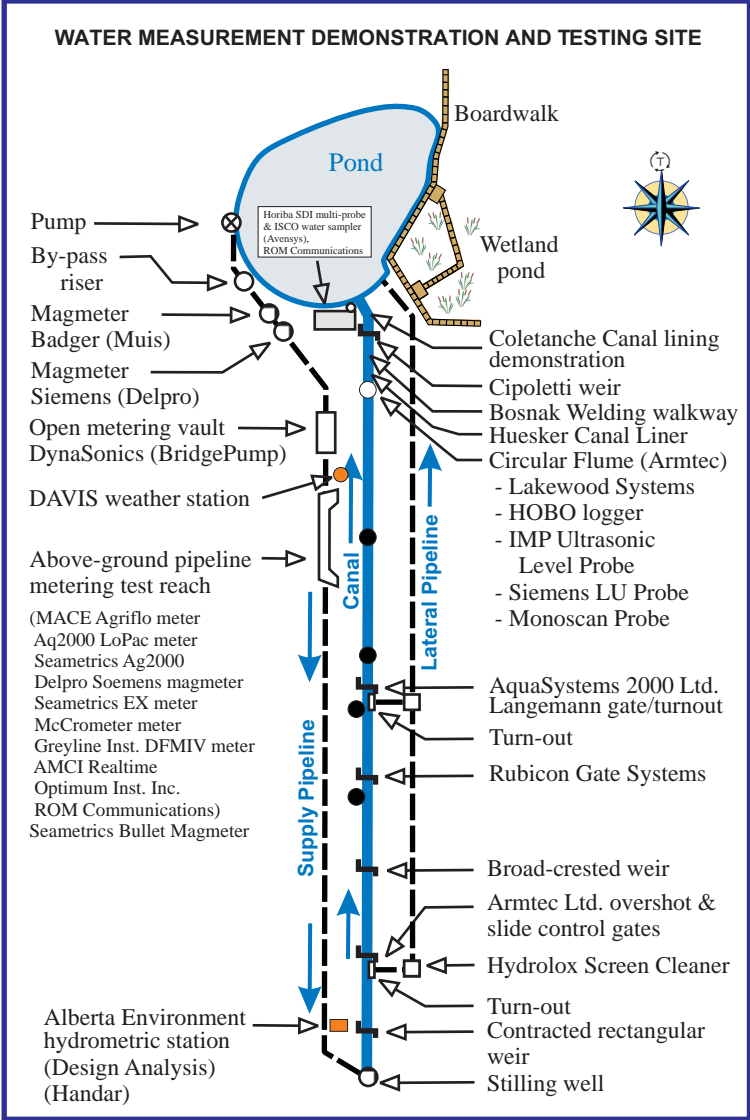 WATER MEASUREMENT DEMONSTRATION AND TESTING SITE
Boardwalk
Pond
T
Horiba SDI multi-probe
& ISCO water sampler
(Avensys),
ROM Communications
Wetland
pond
Pump
By-pass
riser
Magmeter
Badger (Muis)
Magmeter
Siemens (Delpro)
Open metering vault
DynaSonics (BridgePump)
DAVIS weather station
Above-ground pipeline
metering test reach
(MACE Agriflo meter
Aq2000 LoPac meter
Seametrics Ag2000
Delpro Soemens magmeter
Seametrics EX meter
McCrometer meter
Greyline Inst. DFMIV meter
AMCI Realtime
Optimum Inst. Inc.
ROM Communications)
Seametrics Bullet Magmeter
Alberta Environment
hydrometric station
(Design Analysis)
(Handar)
Supply Pipeline
Canal
Lateral Pipeline
Coletanche Canal lining
demonstration
Cipoletti weir
Bosnak Welding walkway
Huesker Canal Liner
Circular Flume (Armtec)
- Lakewood Systems
- HOBO logger
- IMP Ultrasonic
Level Probe
- Siemens LU Probe
- Monoscan Probe
AquaSystems 2000 Ltd.
Langemann gate/turnout
Turn-out
Rubicon Gate Systems
Broad-crested weir
Armtec Ltd. overshot &
slide control gates
Hydrolox Screen Cleaner
Turn-out
Contracted rectangular
weir
Stilling well